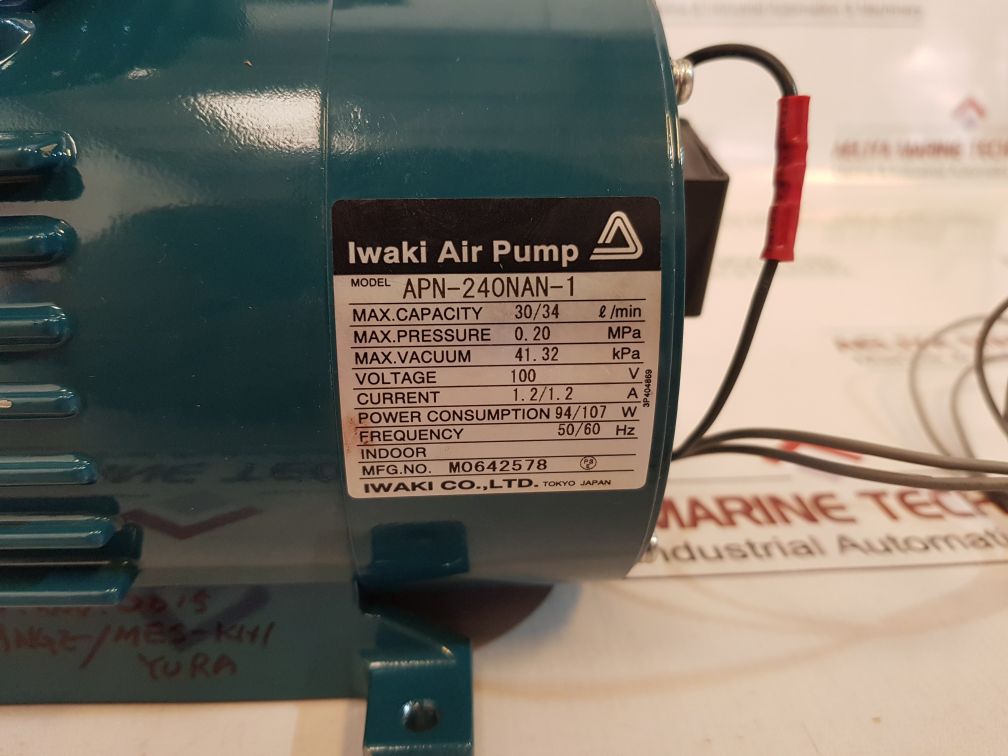 Iwaki Air Pump
MODEL APN-240NAN-1
MAX.CAPACITY 30/34 ℓ/min
MAX.PRESSURE 0.20 MPa
MAX.VACUUM 41.32 kPa
VOLTAGE 100 V
CURRENT 1.2/1.2 A
POWER CONSUMPTION 94/107 W
FREQUENCY 50/60 Hz
INDOOR
MFG.NO. M0642578
IWAKI CO.,LTD. TOKYO JAPAN
3P404869
MARINE TECH
Industrial Automati
YURA